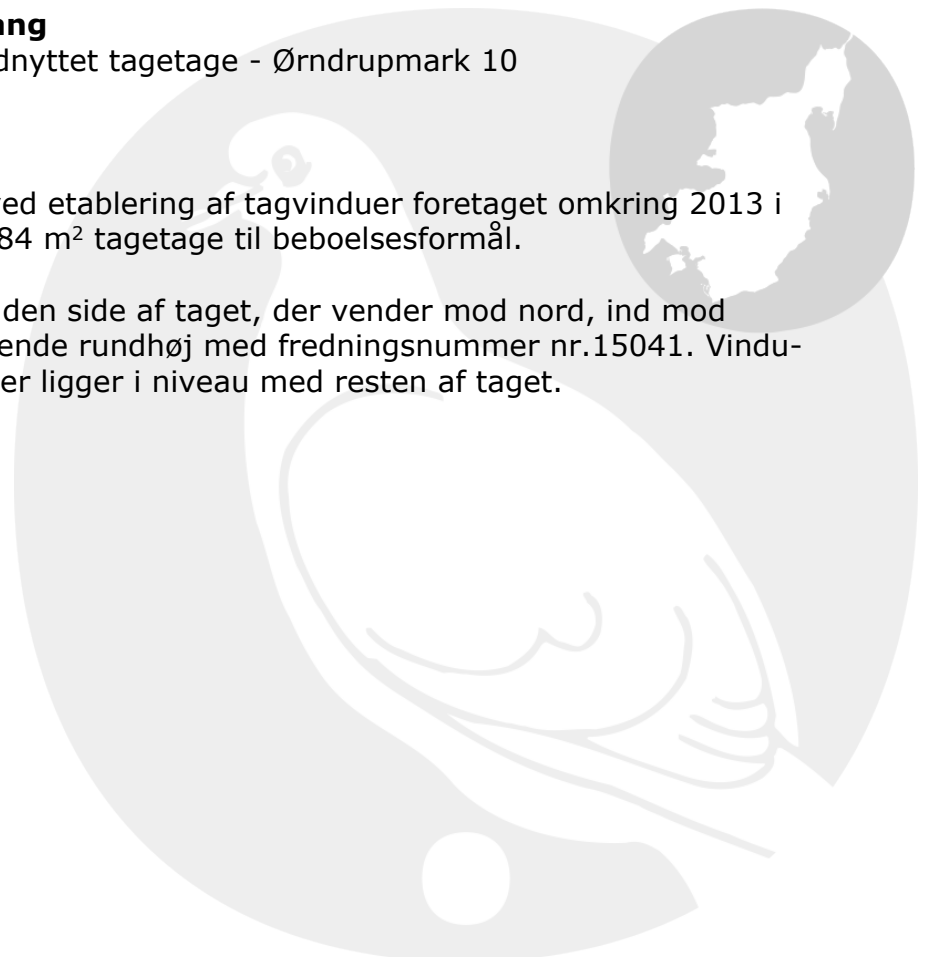 ang
dnyttet tagetage - Ørndrupmark 10
ved etablering af tagvinduer foretaget omkring 2013 i
84 m² tagetage til beboelsesformål.
den side af taget, der vender mod nord, ind mod
ende rundhøj med fredningsnummer nr.15041. Vindu-
er ligger i niveau med resten af taget.